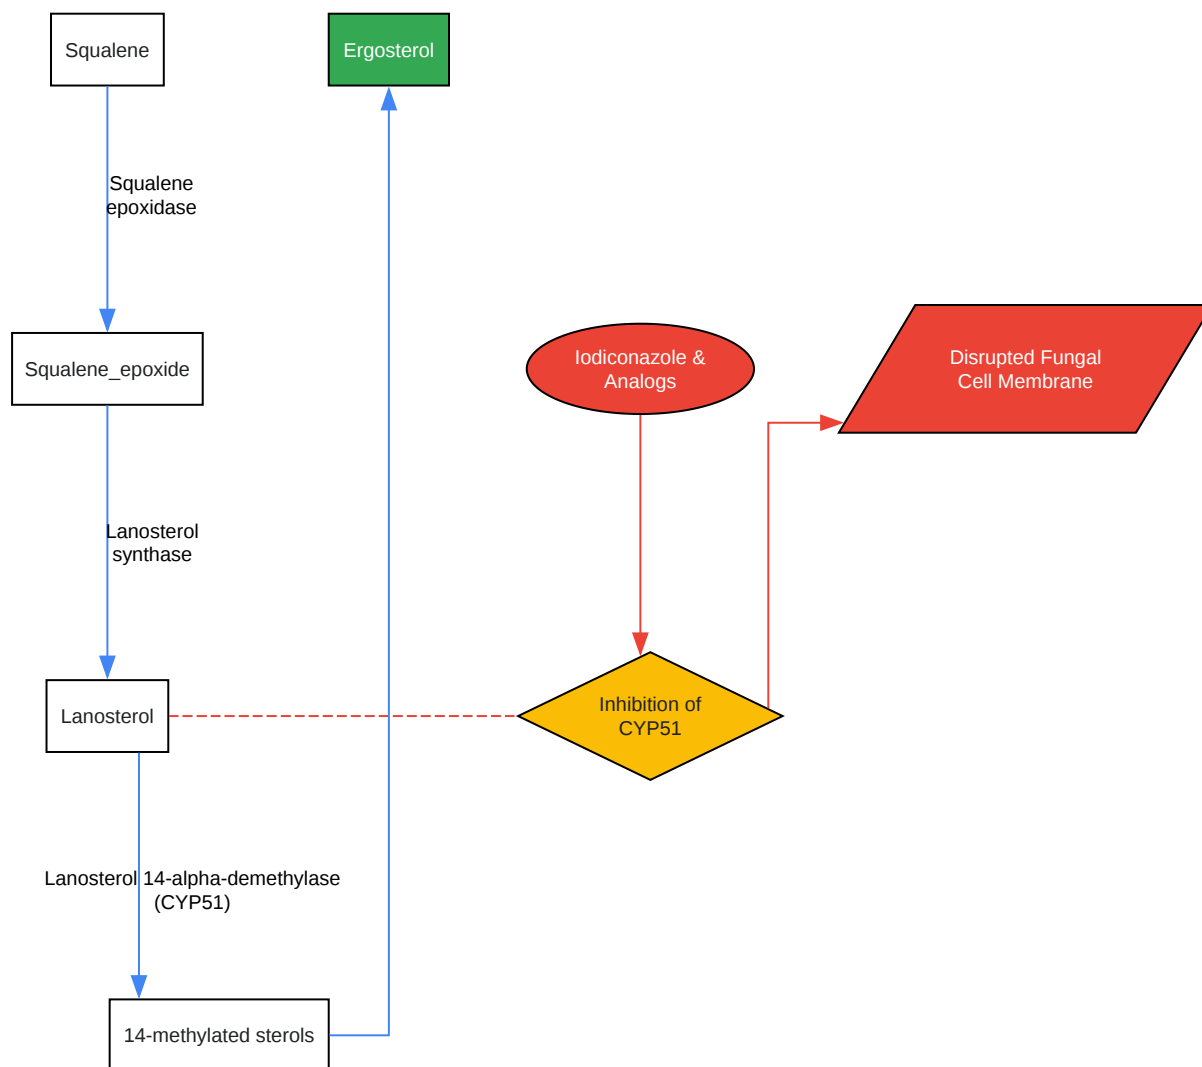 Squalene
Ergosterol
Squalene
epoxidase
Squalene_epoxide
Iodiconazole &
Analogs
Disrupted Fungal
Cell Membrane
Lanosterol
synthase
Lanosterol
Inhibition of
CYP51
Lanosterol 14-alpha-demethylase
(CYP51)
14-methylated sterols